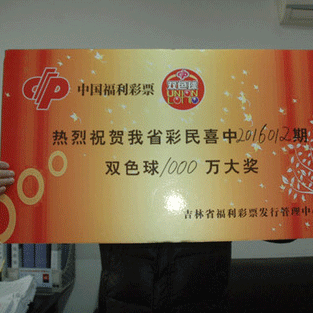 中国福利彩票
双色球
UNION
LOTTO
热烈祝贺我省彩民喜中2016012期
双色球1000万大奖
吉林省福利彩票发行管理中